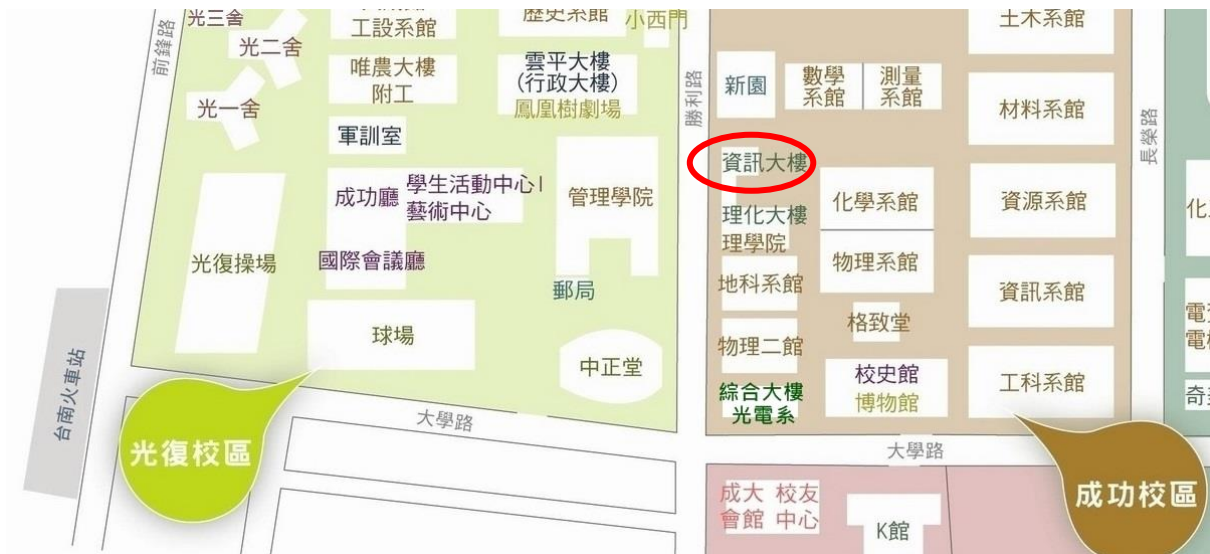 光三舍
工設系館
歷史系館
小西門
土木系館
前鋒路
光二舍
唯農大樓
附工
雲平大樓
(行政大樓)
鳳凰樹劇場
勝利路
新園
數學
系館
測量
系館
材料系館
長榮路
光一舍
軍訓室
資訊大樓
成功廳
學生活動中心I
藝術中心
管理學院
理化大樓
理學院
化學系館
資源系館
光復操場
國際會議廳
郵局
地科系館
物理系館
資訊系館
球場
中正堂
物理二館
格致堂
台南火車站
綜合大樓
光電系
校史館
博物館
工科系館
大學路
光復校區
大學路
成大
會館
校友
中心
K館
成功校區